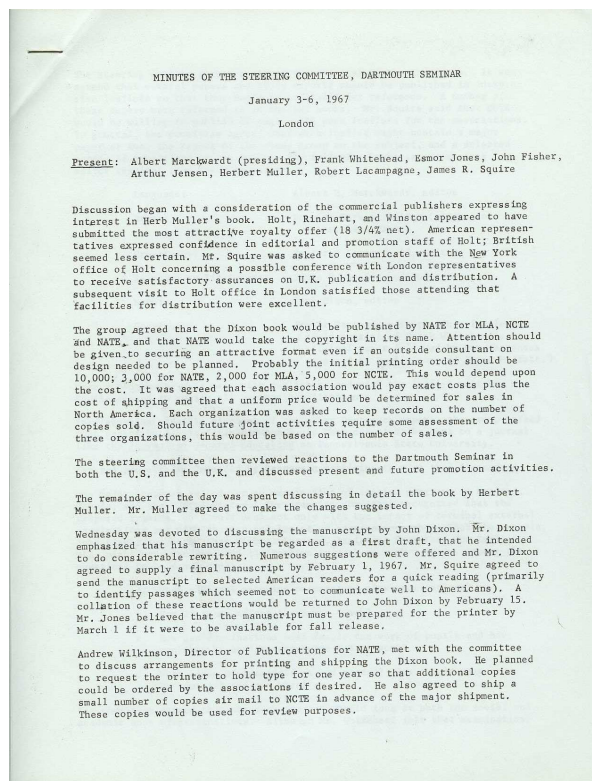 MINUTES OF THE STEERING COMMITTEE, DARTMOUTH SEMINAR
January 3-6, 1967
London
Present: Albert Marckwardt (presiding), Frank Whitehead, Esmor Jones, John Fisher,
Arthur Jensen, Herbert Muller, Robert Lacampagne, James R. Squire
Discussion began with a consideration of the commercial publishers expressing
interest in Herb Muller's book. Holt, Rinehart, and Winston appeared to have
submitted the most attractive royalty offer (18 3/4% net). American represen-
tatives expressed confidence in editorial and promotion staff of Holt; British
seemed less certain. Mr. Squire was asked to communicate with the New York
office of Holt concerning a possible conference with London representatives
to receive satisfactory assurances on U.K. publication and distribution. A
subsequent visit to Holt office in London satisfied those attending that
facilities for distribution were excellent.
The group agreed that the Dixon book would be published by NATE for MLA, NCTE
and NATE, and that NATE would take the copyright in its name. Attention should
be given to securing an attractive format even if an outside consultant on
design needed to be planned. Probably the initial printing order should be
10,000; 3,000 for NATE, 2,000 for MLA, 5,000 for NCTE. This would depend upon
the cost. It was agreed that each association would pay exact costs plus the
cost of shipping and that a uniform price would be determined for sales in
North America. Each organization was asked to keep records on the number of
copies sold. Should future joint activities require some assessment of the
three organizations, this would be based on the number of sales.
The steering committee then reviewed reactions to the Dartmouth Seminar in
both the U.S. and the U.K. and discussed present and future promotion activities.
The remainder of the day was spent discussing in detail the book by Herbert
Muller. Mr. Muller agreed to make the changes suggested.
Wednesday was devoted to discussing the manuscript by John Dixon. Mr. Dixon
emphasized that his manuscript be regarded as a first draft, that he intended
to do considerable rewriting. Numerous suggestions were offered and Mr. Dixon
agreed to supply a final manuscript by February 1, 1967. Mr. Squire agreed to
send the manuscript to selected American readers for a quick reading (primarily
to identify passages which seemed not to communicate well to Americans). A
collation of these reactions would be returned to John Dixon by February 15.
Mr. Jones believed that the manuscript must be prepared for the printer by
March 1 if it were to be available for fall release.
Andrew Wilkinson, Director of Publications for NATE, met with the committee
to discuss arrangements for printing and shipping the Dixon book. He planned
to request the orinter to hold type for one year so that additional copies
could be ordered by the associations if desired. He also agreed to ship a
small number of copies air mail to NCTE in advance of the major shipment.
These copies would be used for review purposes.